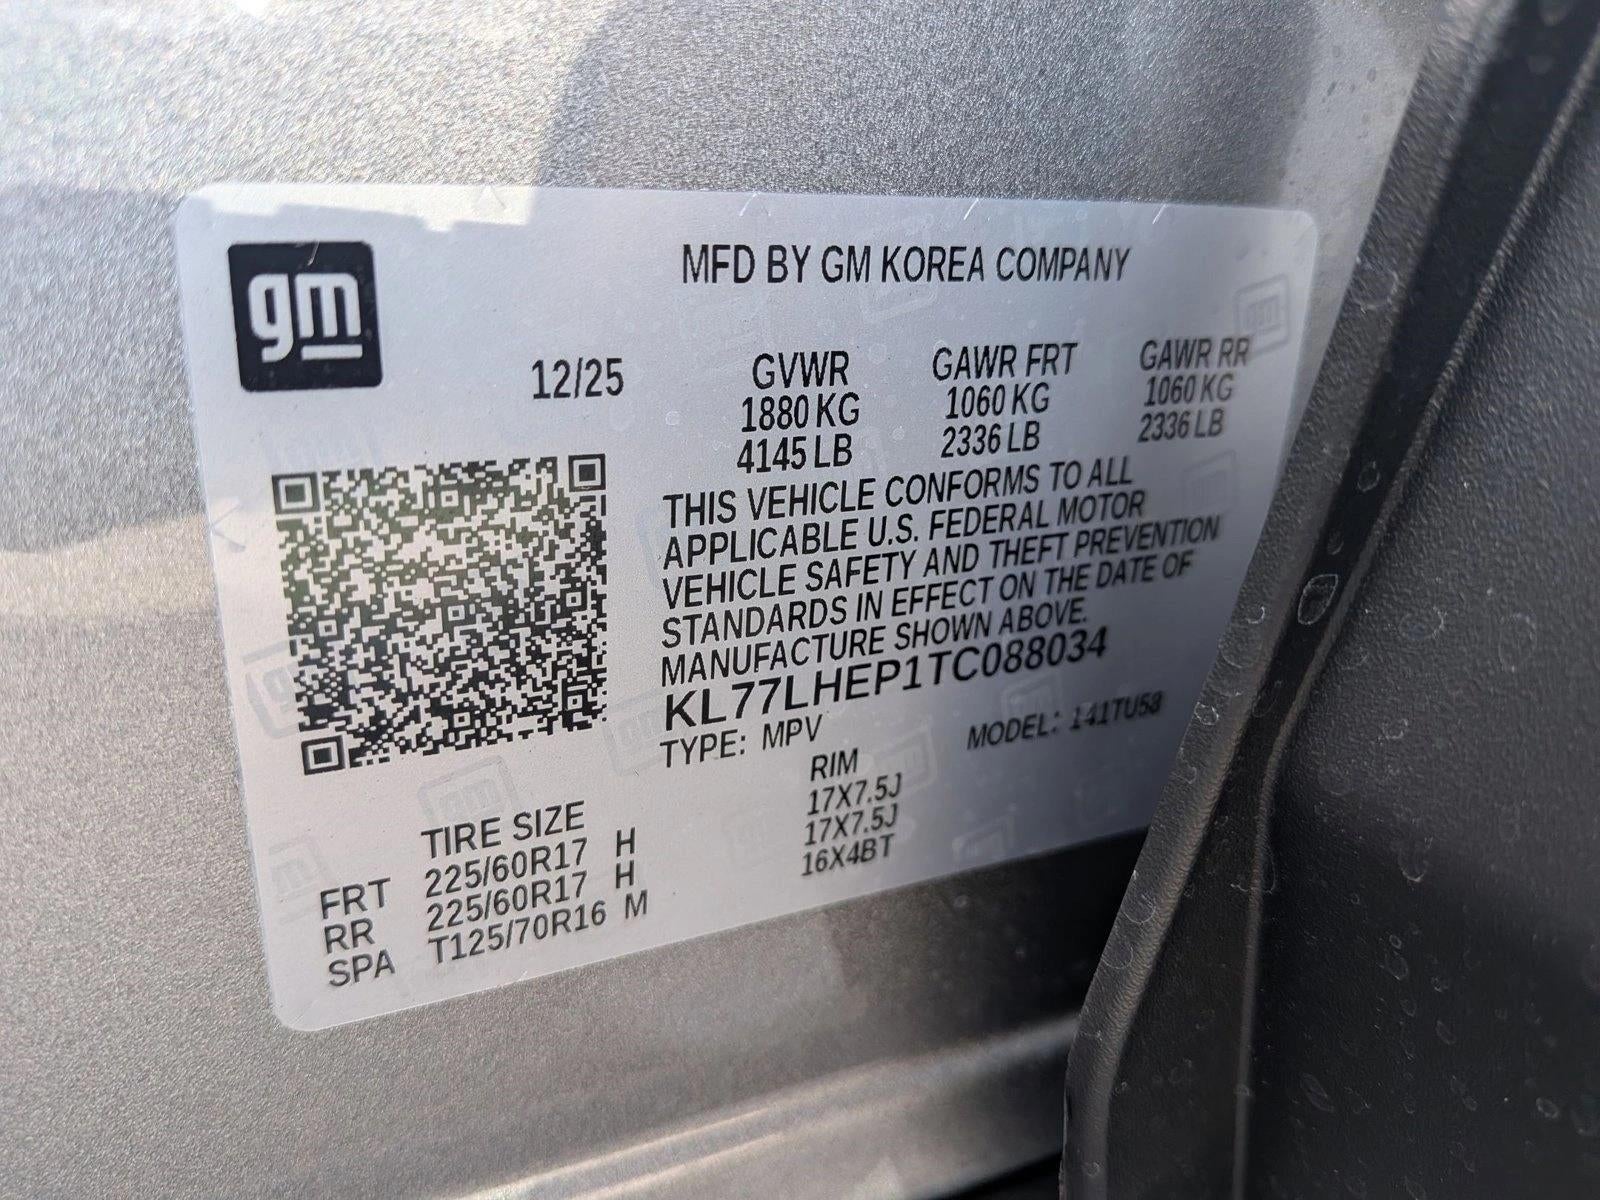 gm
MFD BY GM KOREA COMPANY
12/25
GVWR GAWR FRT GAWR RR
1880 KG 1060 KG 1060 KG
4145 LB 2336 LB 2336 LB
THIS VEHICLE CONFORMS TO ALL
APPLICABLE U.S. FEDERAL MOTOR
VEHICLE SAFETY AND THEFT PREVENTION
STANDARDS IN EFFECT ON THE DATE OF
MANUFACTURE SHOWN ABOVE.
KL77LHEP1TC088034
TYPE: MPV MODEL: 141TU58
TIRE SIZE RIM
FRT 225/60R17 H 17X7.5J
RR 225/60R17 H 17X7.5J
SPA T125/70R16 M 16X4BT